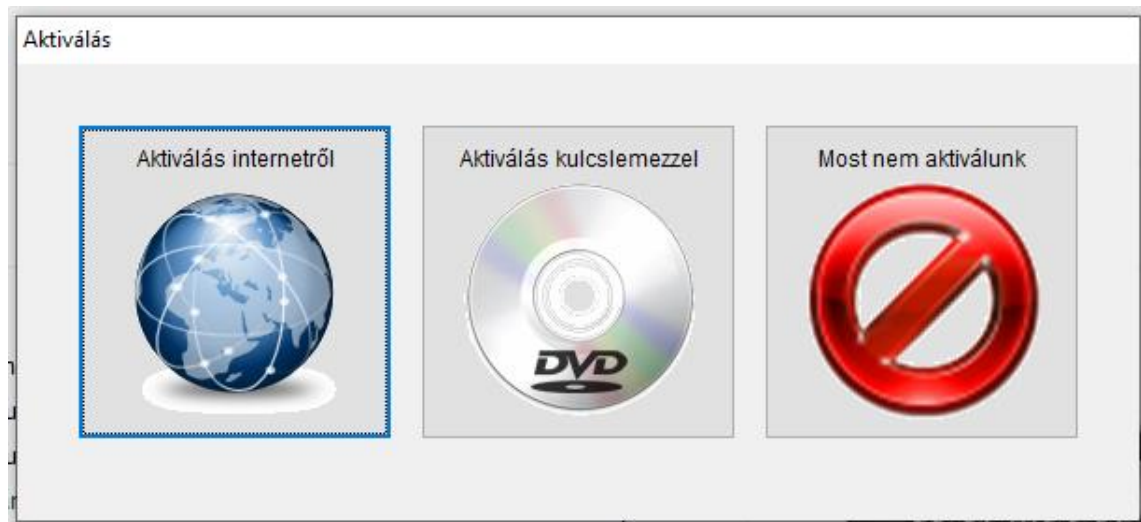 Aktiválás
Aktiválás internetről
Aktiválás kulcslemezzel
Most nem aktiválunk
DVD